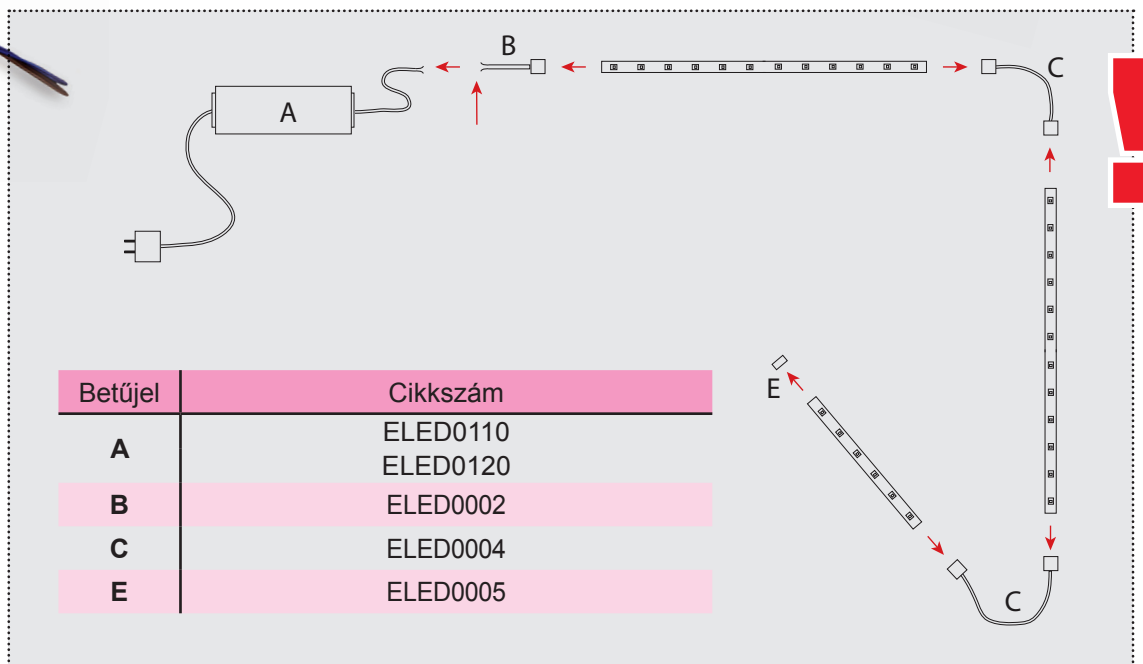 B
C
A
E
C
Betűjel Cikkszám
A ELED0110
ELED0120
B ELED0002
C ELED0004
E ELED0005